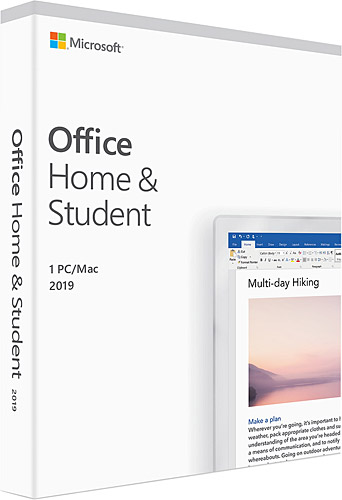 Microsoft
Office
Home &
Student
1 PC/Mac
2019
Office Home & Student
2019
Multi-day Hiking
Make a plan
Wherever you're going, it's important to
weather, pack appropriate clothes and
understanding of the area you're headed
a means of communication, and to notify
whereabouts. Going on outdoor